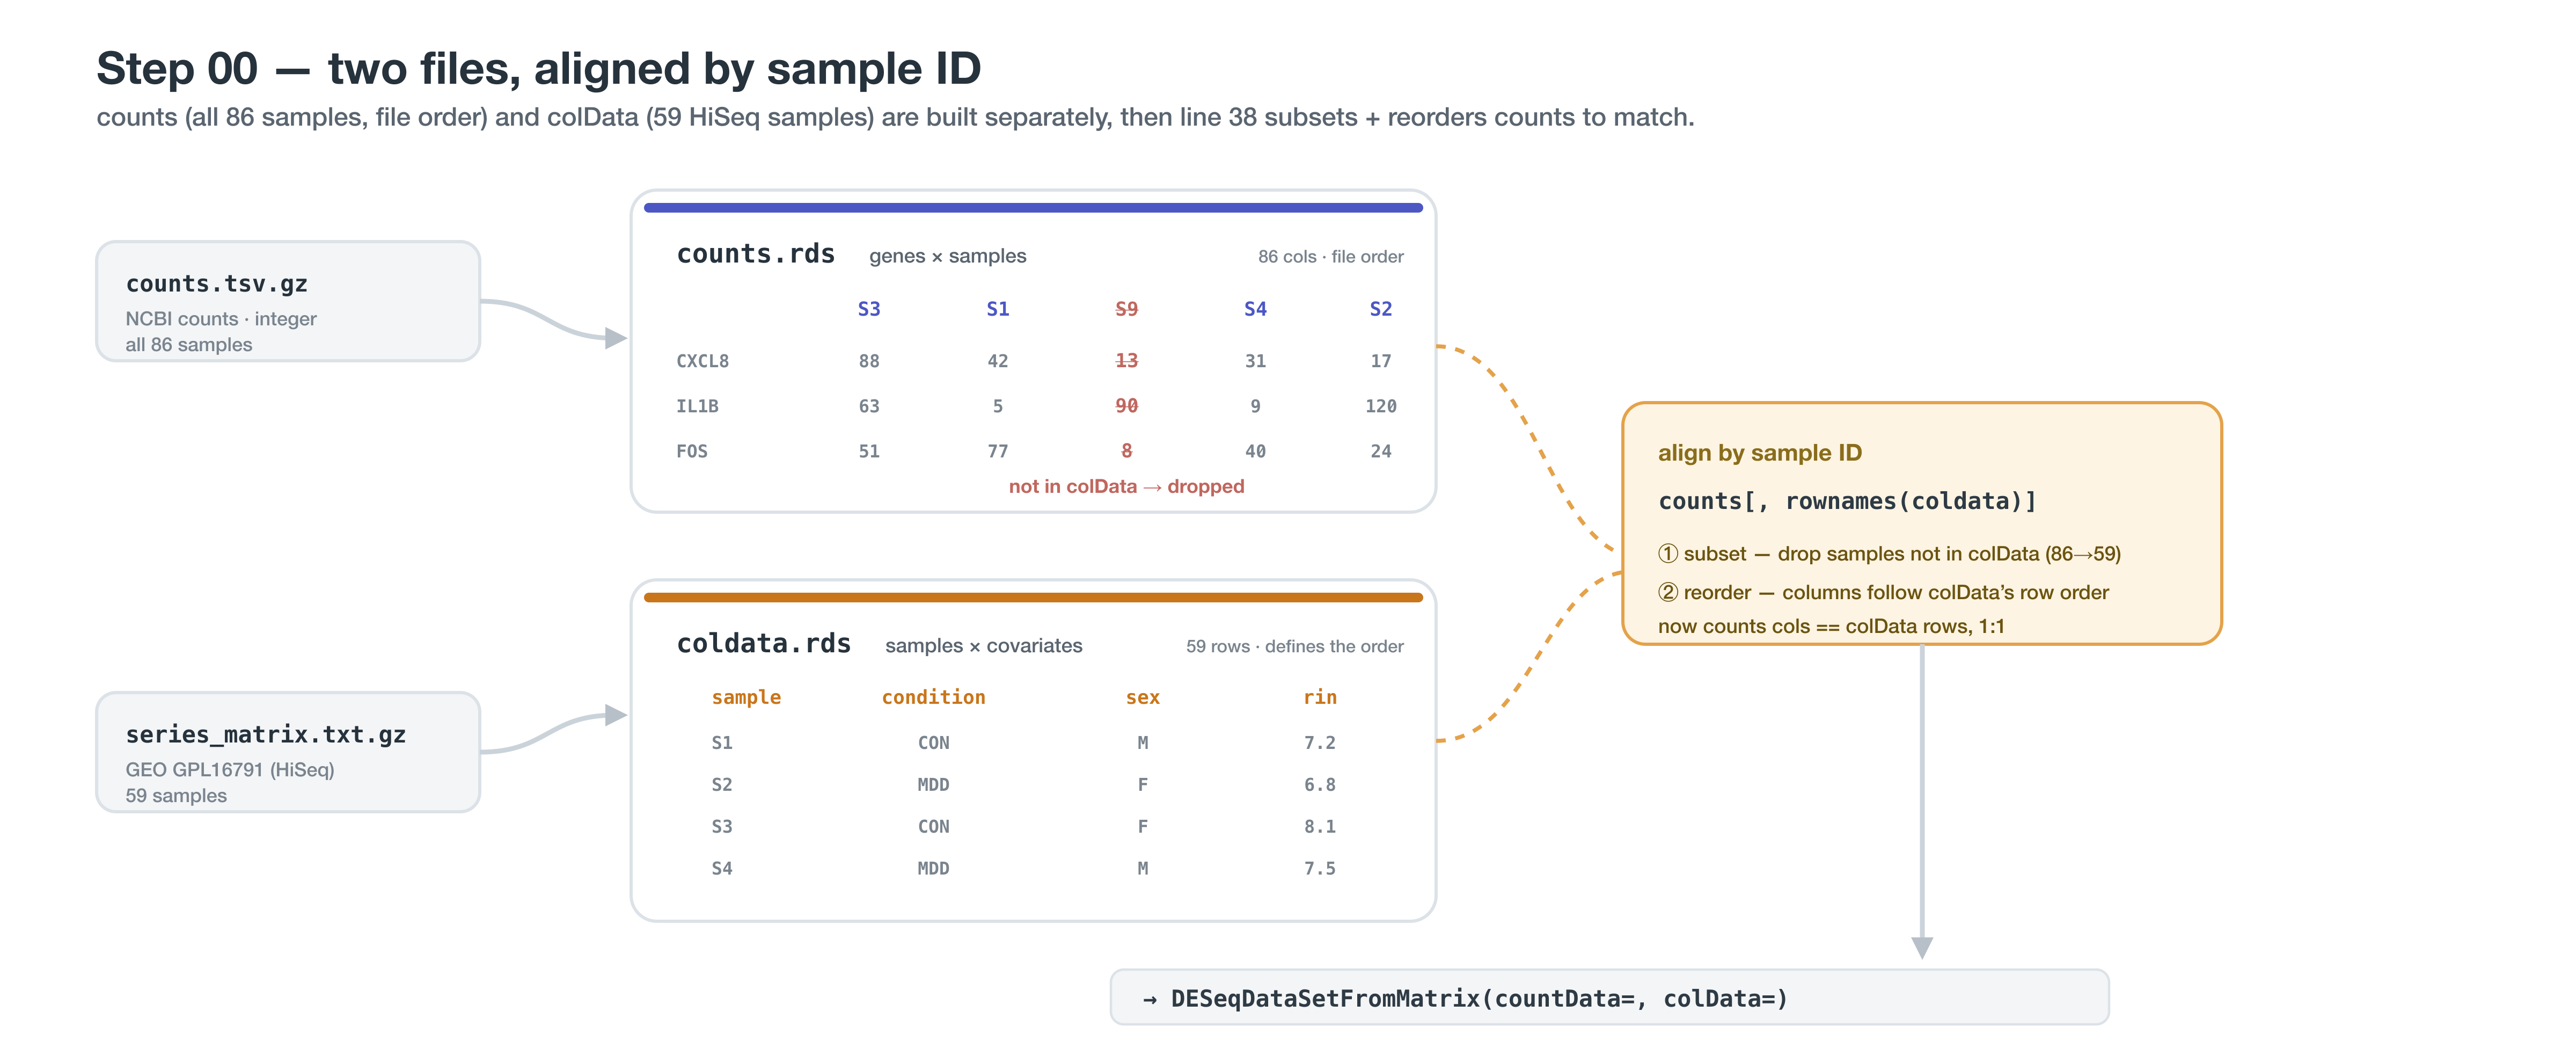 Step 00 — two files, aligned by sample ID
counts (all 86 samples, file order) and colData (59 HiSeq samples) are built separately, then line 38 subsets + reorders counts to match.
counts.tsv.gz
NCBI counts · integer
all 86 samples
counts.rds genes × samples 86 cols · file order
S3 S1 S9 S4 S2
CXCL8 88 42 13 31 17
IL1B 63 5 90 9 120
FOS 51 77 8 40 24
not in colData → dropped
series_matrix.txt.gz
GEO GPL16791 (HiSeq)
59 samples
coldata.rds samples × covariates 59 rows · defines the order
sample condition sex rin
S1 CON M 7.2
S2 MDD F 6.8
S3 CON F 8.1
S4 MDD M 7.5
align by sample ID
counts[, rownames(coldata)]
① subset — drop samples not in colData (86→59)
② reorder — columns follow colData’s row order
now counts cols == colData rows, 1:1
→ DESeqDataSetFromMatrix(countData=, colData=)